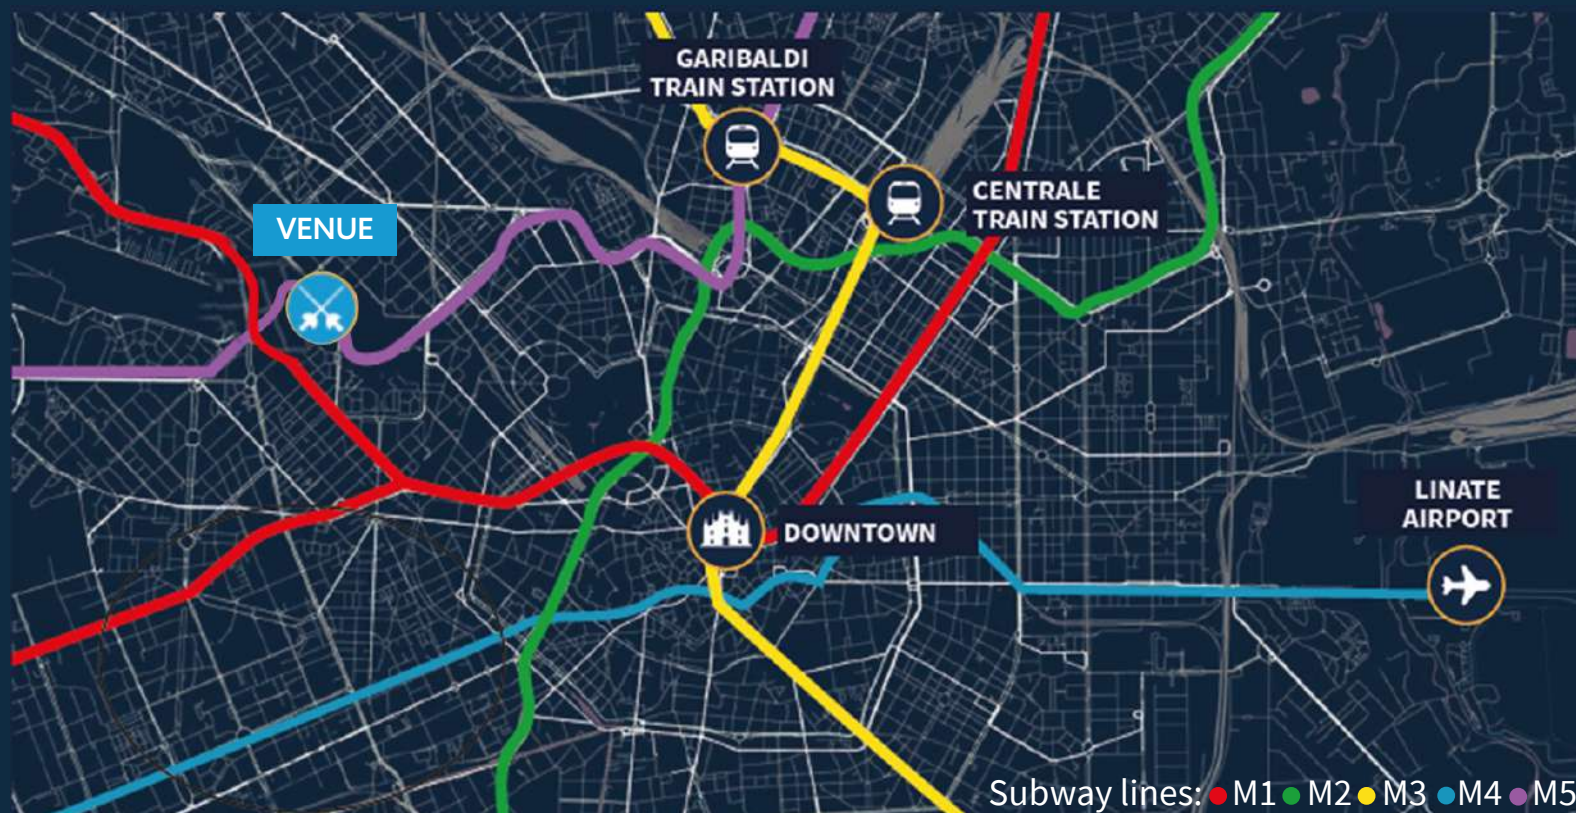 GARIBALDI
TRAIN STATION
CENTRALE
TRAIN STATION
VENUE
LINATE
AIRPORT
DOWNTOWN
Subway lines: M1 M2 M3 M4 M5